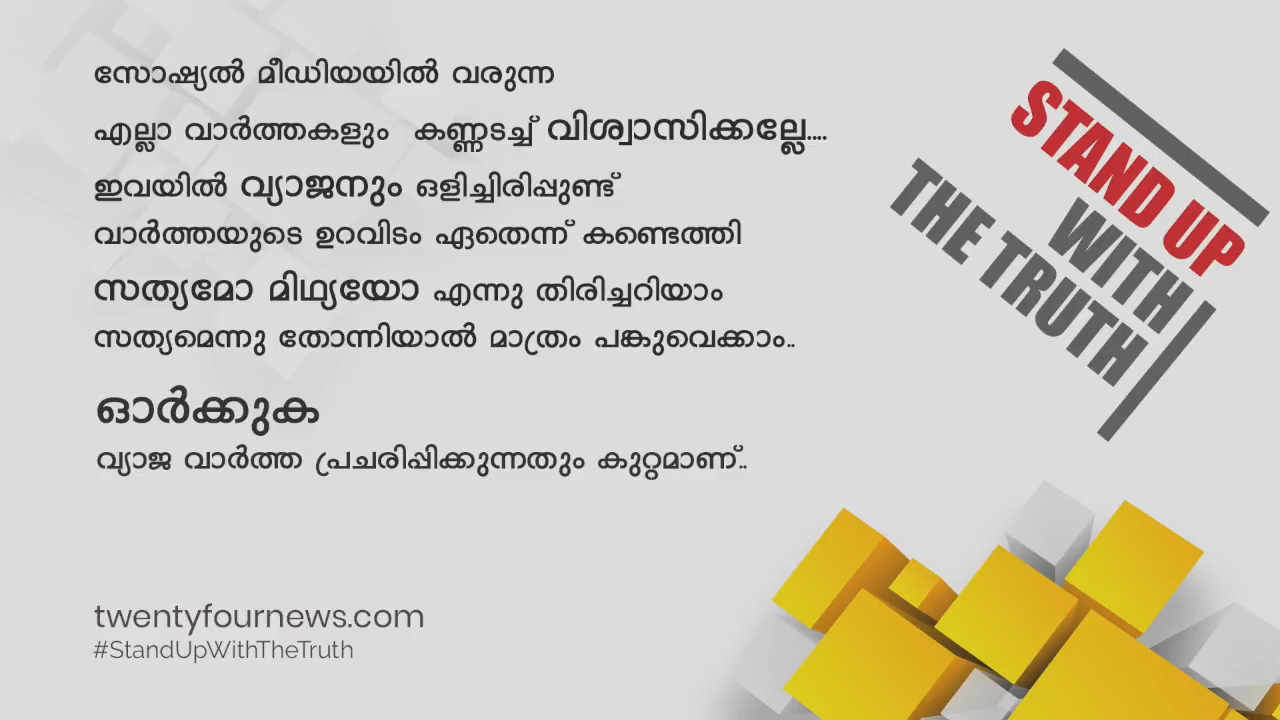 സോഷ്യൽ മീഡിയയിൽ വരുന്ന
എല്ലാ വാർത്തകളും കണ്ണടച്ച് വിശ്വാസിക്കല്ലേ....
ഇവയിൽ വ്യാജനും ഒളിച്ചിരിപ്പുണ്ട്
വാർത്തയുടെ ഉറവിടം ഏതെന്ന് കണ്ടെത്തി
സത്യമോ മിഥ്യയോ എന്നു തിരിച്ചറിയാം
സത്യമെന്നു തോന്നിയാൽ മാത്രം പങ്കുവെക്കാം..
ഓർക്കുക
വ്യാജ വാർത്ത പ്രചരിപ്പിക്കുന്നതും കുറ്റമാണ്..
twentyfournews.com
#StandUpWithTheTruth
STAND UP
WITH
THE TRUTH